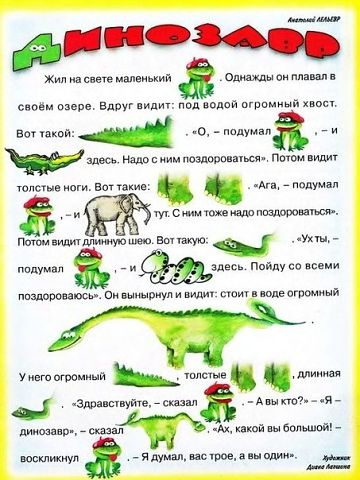 Анатолий ЛЕЛЬЕВР
ДИНОЗАВР
Жил на свете маленький . Однажды он плавал в
своём озере. Вдруг видит: под водой огромный хвост.
Вот такой: . «О, – подумал , – и
здесь. Надо с ним поздороваться». Потом видит
толстые ноги. Вот такие: . «Ага, – подумал
, – и тут. С ним тоже надо поздороваться».
Потом видит длинную шею. Вот такую: . «Ух ты, –
подумал , – и здесь. Пойду со всеми
поздороваюсь». Он вынырнул и видит: стоит в воде огромный
.
У него огромный , толстые , длинная
. «Здравствуйте, – сказал . – А вы кто?» – «Я –
динозавр», – сказал . «Ах, какой вы большой! –
воскликнул . – Я думал, вас трое, а вы один».
Художник
Диана Лапшина